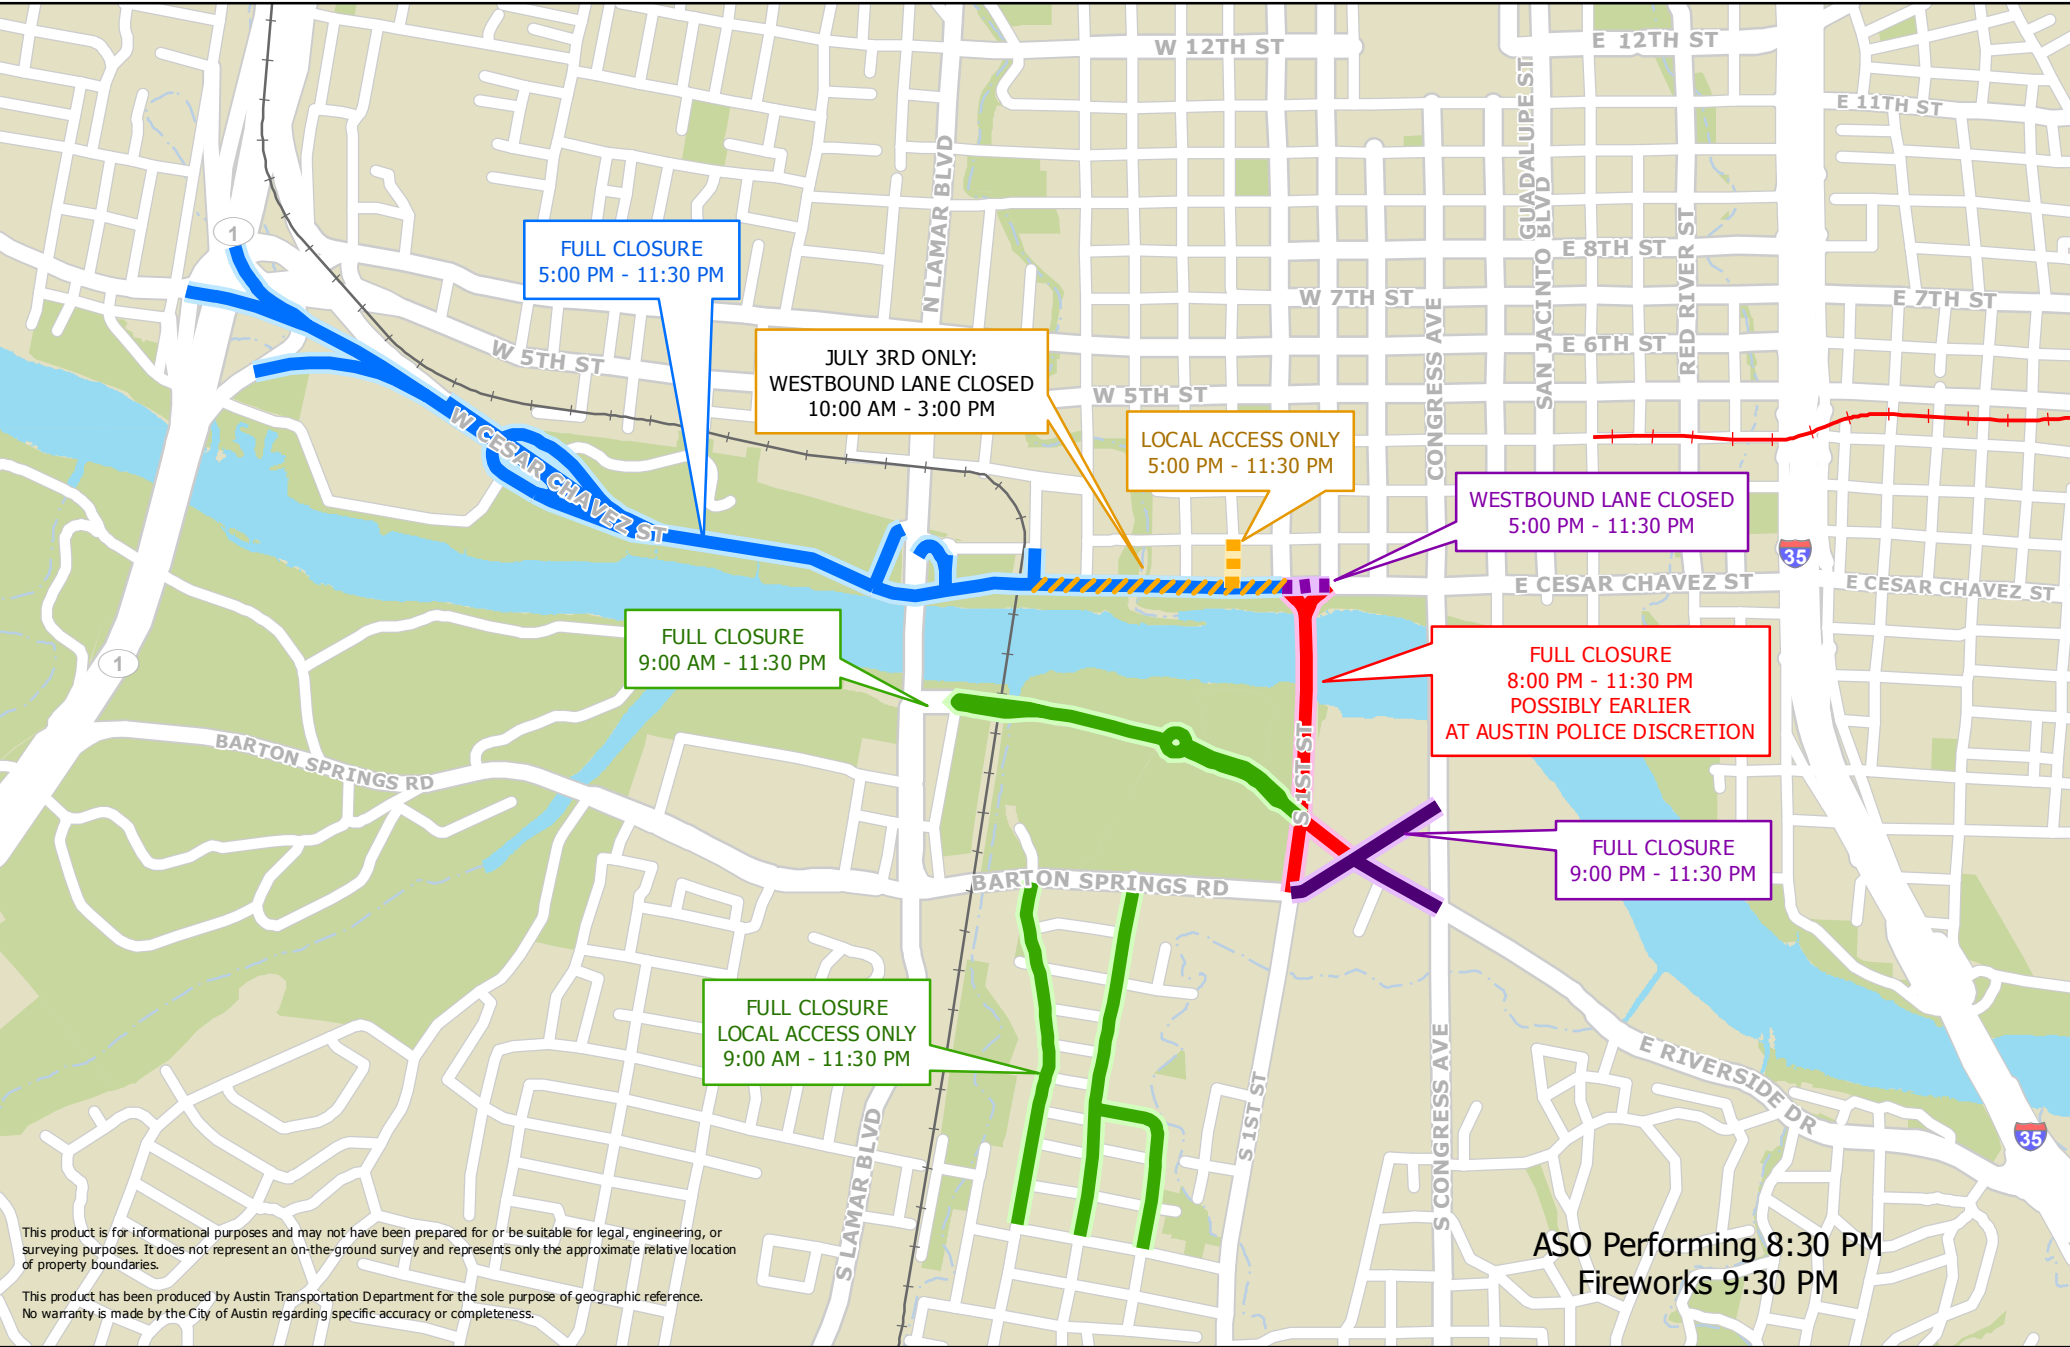 W 12TH ST
E 12TH ST
E 11TH ST
GUADALUPE ST
N LAMAR BLVD
SAN JACINTO BLVD
RED RIVER ST
1
FULL CLOSURE
5:00 PM - 11:30 PM
E 8TH ST
W 7TH ST
E 7TH ST
CONGRESS AVE
E 6TH ST
W 5TH ST
JULY 3RD ONLY:
WESTBOUND LANE CLOSED
10:00 AM - 3:00 PM
W 5TH ST
LOCAL ACCESS ONLY
5:00 PM - 11:30 PM
W CESAR CHAVEZ ST
WESTBOUND LANE CLOSED
5:00 PM - 11:30 PM
35
E CESAR CHAVEZ ST
E CESAR CHAVEZ ST
FULL CLOSURE
9:00 AM - 11:30 PM
1
FULL CLOSURE
8:00 PM - 11:30 PM
POSSIBLY EARLIER
AT AUSTIN POLICE DISCRETION
BARTON SPRINGS RD
S 1ST ST
FULL CLOSURE
9:00 PM - 11:30 PM
BARTON SPRINGS RD
FULL CLOSURE
LOCAL ACCESS ONLY
9:00 AM - 11:30 PM
E RIVERSIDE DR
S 1ST ST
S CONGRESS AVE
35
S LAMAR BLVD
This product is for informational purposes and may not have been prepared for or be suitable for legal, engineering, or
surveying purposes. It does not represent an on-the-ground survey and represents only the approximate relative location
of property boundaries.
This product has been produced by Austin Transportation Department for the sole purpose of geographic reference.
No warranty is made by the City of Austin regarding specific accuracy or completeness.
ASO Performing 8:30 PM
Fireworks 9:30 PM